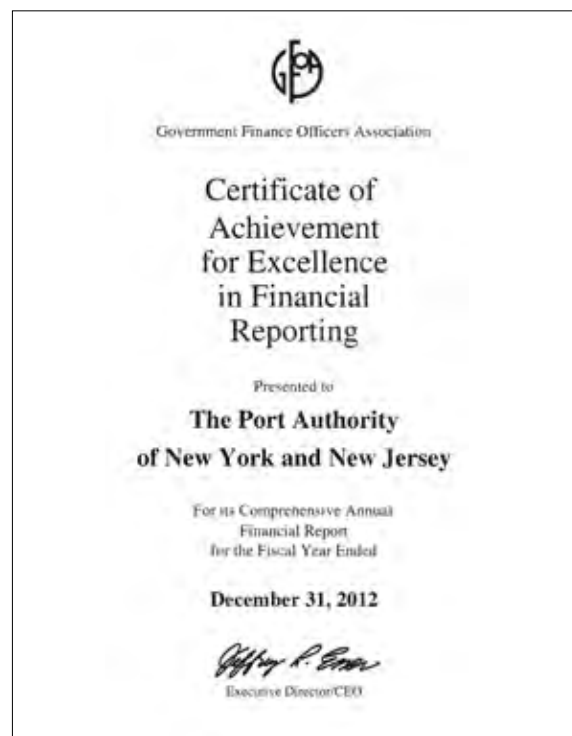 GFOA
Government Finance Officers Association
Certificate of
Achievement
for Excellence
in Financial
Reporting
Presented to
The Port Authority
of New York and New Jersey
For its Comprehensive Annual
Financial Report
for the Fiscal Year Ended
December 31, 2012
Jeffrey R. Enser
Executive Director/CEO